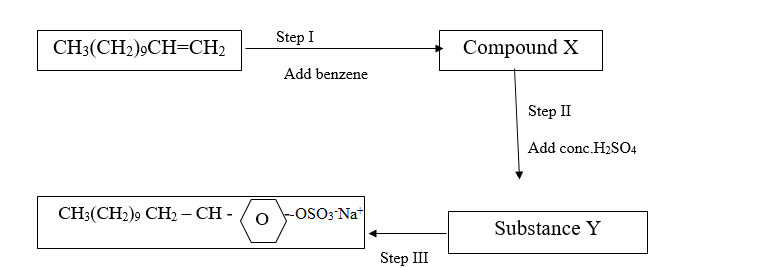 CH3(CH2)9CH=CH2
Step I
Add benzene
Compound X
Step II
Add conc.H2SO4
CH3(CH2)9 CH2 – CH - O -OSO3-Na+
Step III
Substance Y